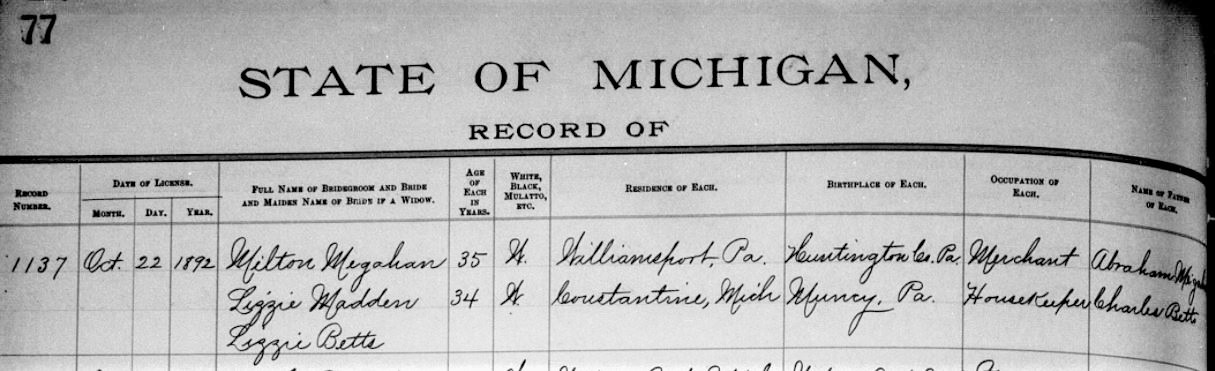 77
STATE OF MICHIGAN,
RECORD OF
RECORD NUMBER.
DATE OF LICENSE.
MONTH. DAY. YEAR.
FULL NAME OF BRIDEGROOM AND BRIDE
AND MAIDEN NAME OF BRIDE IF A WIDOW.
AGE OF EACH IN YEARS.
WHITE, BLACK, MULATTO, ETC.
RESIDENCE OF EACH.
BIRTHPLACE OF EACH.
OCCUPATION OF EACH.
NAME OF FATHER OF EACH.
1137 Oct. 22 1892 Milton Megahan 35 W. Williamsport, Pa. Huntington Co. Pa. Merchant Abraham
Lizzie Madden 34 W. Constantine, Mich Muncy, Pa. Housekeeper Charles Betts
Lizzie Betts